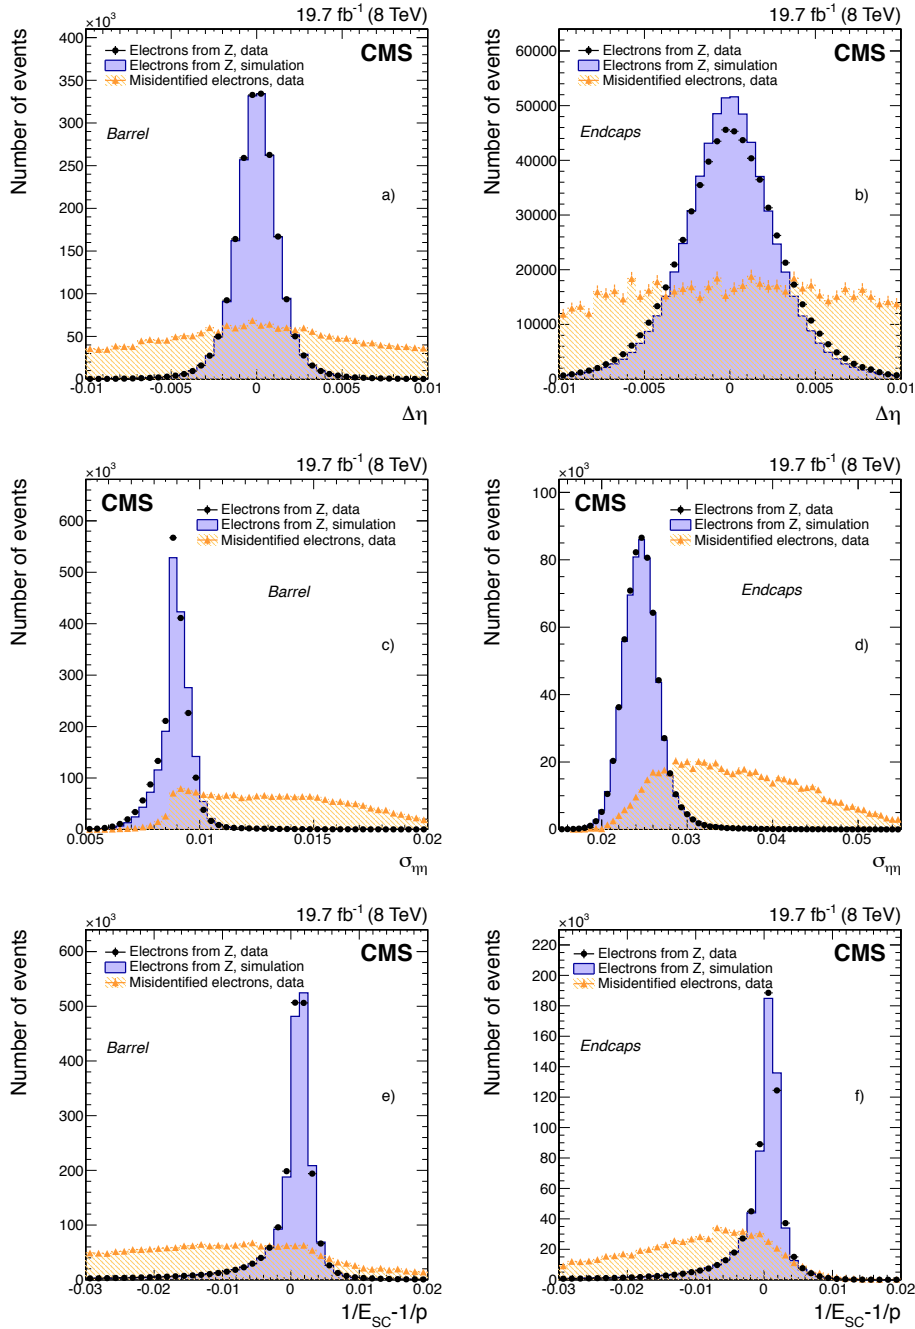 19.7 fb⁻¹ (8 TeV)
×10³
CMS
Electrons from Z, data
Electrons from Z, simulation
Misidentified electrons, data
Number of events
Barrel
a)
400
350
300
250
200
150
100
50
0
-0.01 -0.005 0 0.005 0.01
Δη
19.7 fb⁻¹ (8 TeV)
CMS
Electrons from Z, data
Electrons from Z, simulation
Misidentified electrons, data
Number of events
Endcaps
b)
60000
50000
40000
30000
20000
10000
0
-0.01 -0.005 0 0.005 0.01
Δη
19.7 fb⁻¹ (8 TeV)
×10³
CMS
Electrons from Z, data
Electrons from Z, simulation
Misidentified electrons, data
Number of events
Barrel
c)
600
500
400
300
200
100
0
0.005 0.01 0.015 0.02
σηη
19.7 fb⁻¹ (8 TeV)
×10³
CMS
Electrons from Z, data
Electrons from Z, simulation
Misidentified electrons, data
Number of events
Endcaps
d)
100
80
60
40
20
0
0.02 0.03 0.04 0.05
σηη
19.7 fb⁻¹ (8 TeV)
×10³
CMS
Electrons from Z, data
Electrons from Z, simulation
Misidentified electrons, data
Number of events
Barrel
e)
600
500
400
300
200
100
0
-0.03 -0.02 -0.01 0 0.01 0.02
1/E_SC-1/p
19.7 fb⁻¹ (8 TeV)
×10³
CMS
Electrons from Z, data
Electrons from Z, simulation
Misidentified electrons, data
Number of events
Endcaps
f)
220
200
180
160
140
120
100
80
60
40
20
0
-0.03 -0.02 -0.01 0 0.01 0.02
1/E_SC-1/p